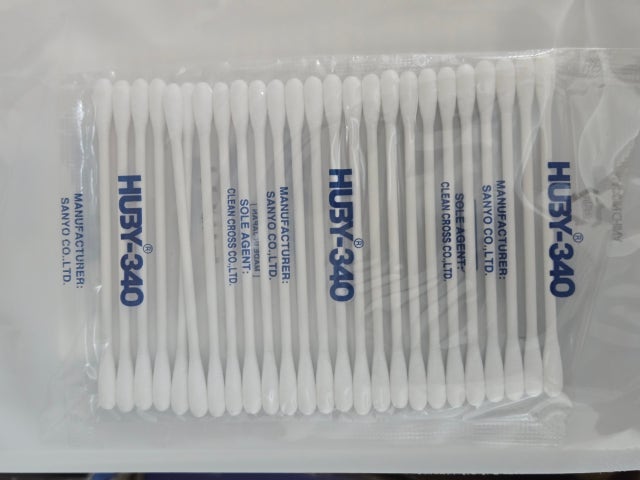 MANUFACTURER:
SANYO CO.,LTD.
HUBY-340®
SOLE AGENT:
CLEAN CROSS CO.,LTD.
MANUFACTURER:
SANYO CO.,LTD.
HUBY-340®
SOLE AGENT:
CLEAN CROSS CO.,LTD.
MANUFACTURER:
SANYO CO.,LTD.
HUBY-340®